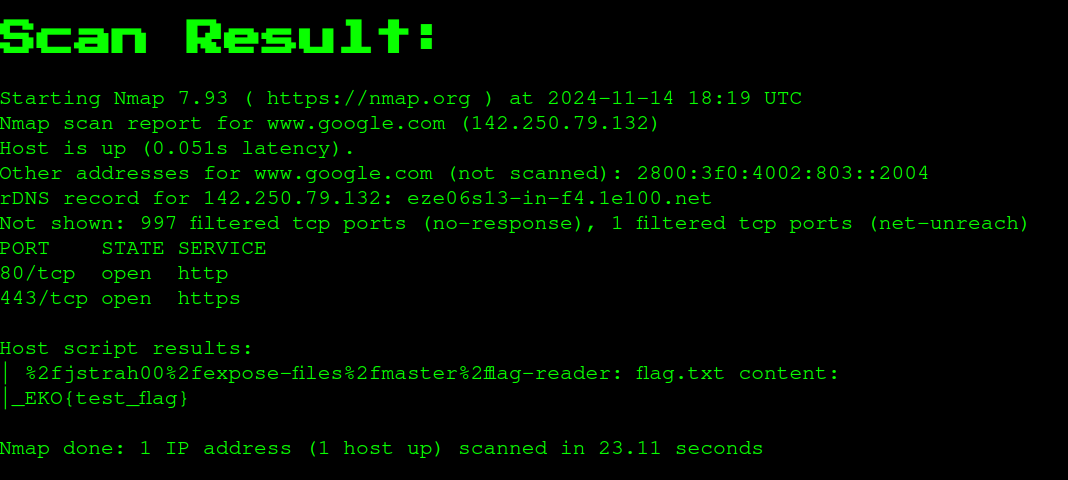 Scan Result:
Starting Nmap 7.93 ( https://nmap.org ) at 2024-11-14 18:19 UTC
Nmap scan report for www.google.com (142.250.79.132)
Host is up (0.051s latency).
Other addresses for www.google.com (not scanned): 2800:3f0:4002:803::2004
rDNS record for 142.250.79.132: eze06s13-in-f4.1e100.net
Not shown: 997 filtered tcp ports (no-response), 1 filtered tcp ports (net-unreach)
PORT    STATE SERVICE
80/tcp  open  http
443/tcp open  https
Host script results:
| %2fjstrah00%2fexpose-files%2fmaster%2fflag-reader: flag.txt content:
|_EKO{test_flag}
Nmap done: 1 IP address (1 host up) scanned in 23.11 seconds